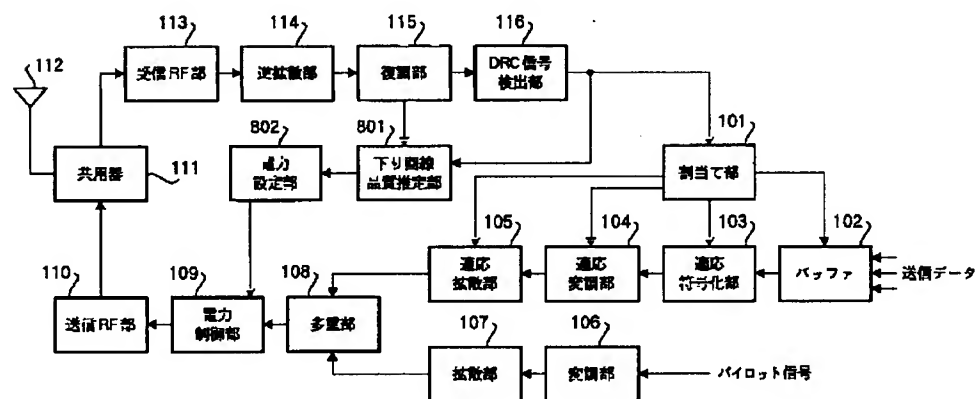 113
114
115
116
受信RF部
逆拡散部
復調部
DRC信号
検出部
112
802
801
101
共用器
111
電力
設定部
下り回線
品質推定部
割当て部
105
104
103
102
適応
拡散部
適応
変調部
適応
符号化部
バッファ
送信データ
110
109
108
送信RF部
電力
制御部
多重部
107
106
拡散部
変調部
パイロット信号